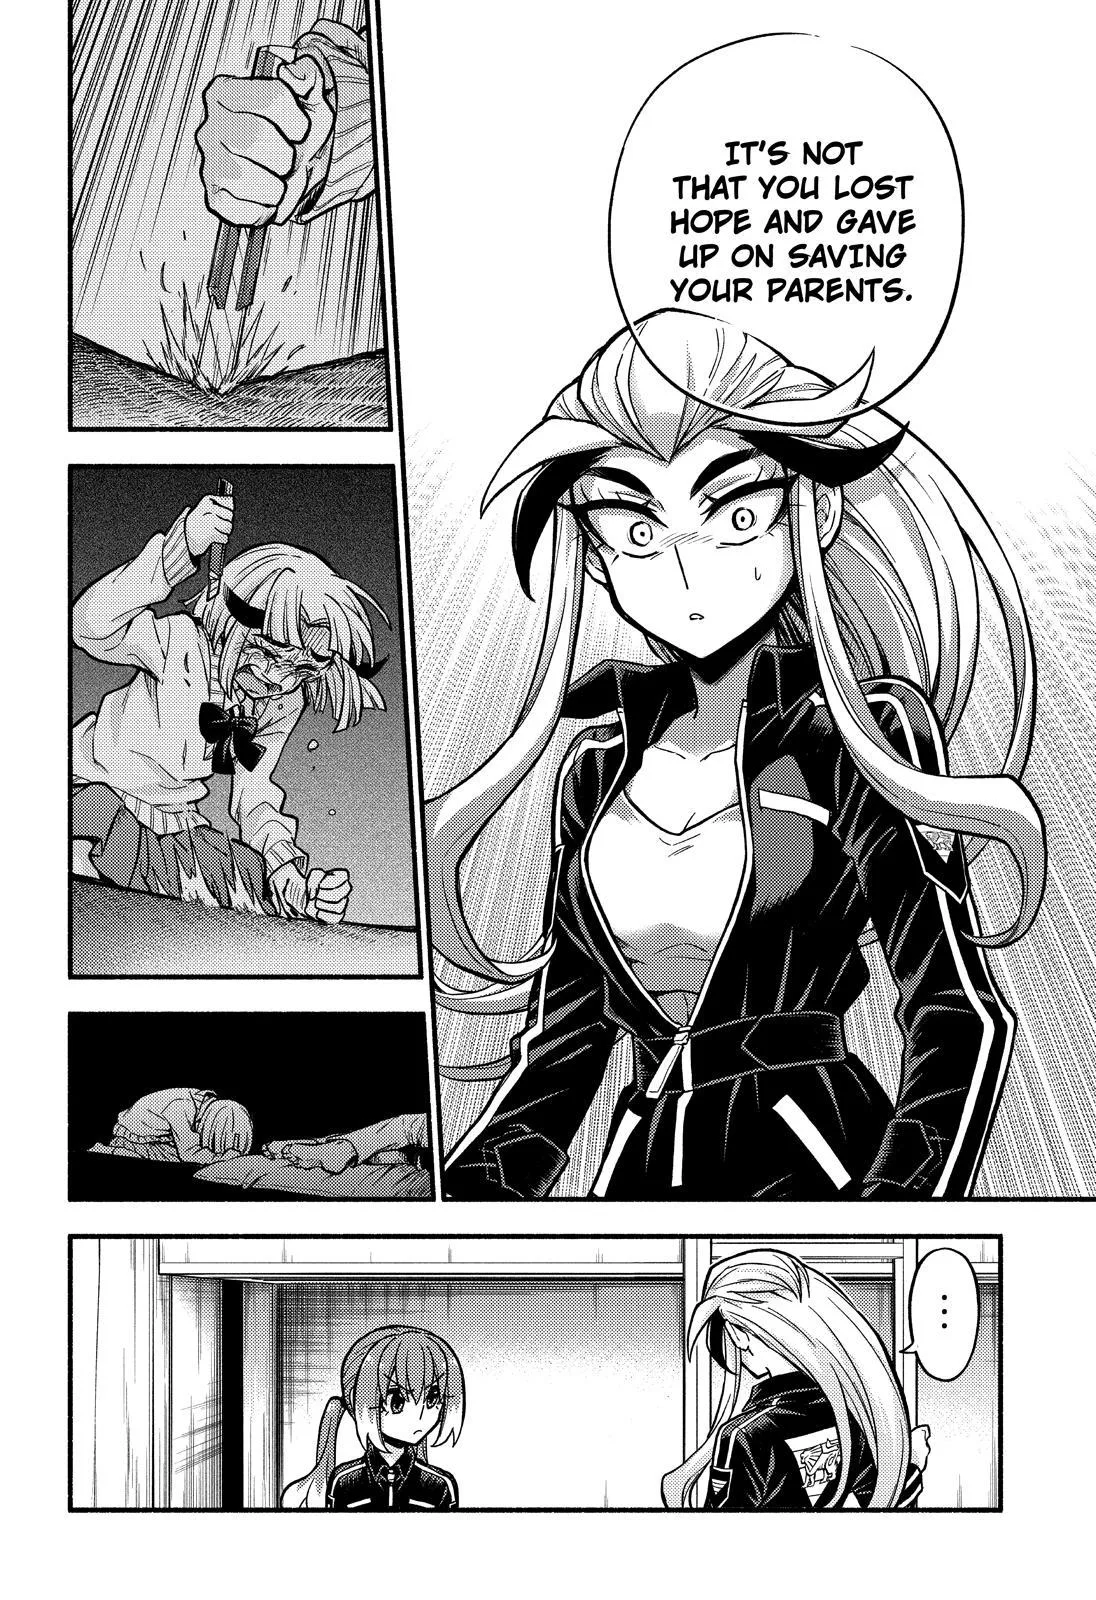 IT'S NOT
THAT YOU LOST
HOPE AND GAVE
UP ON SAVING
YOUR PARENTS.
...